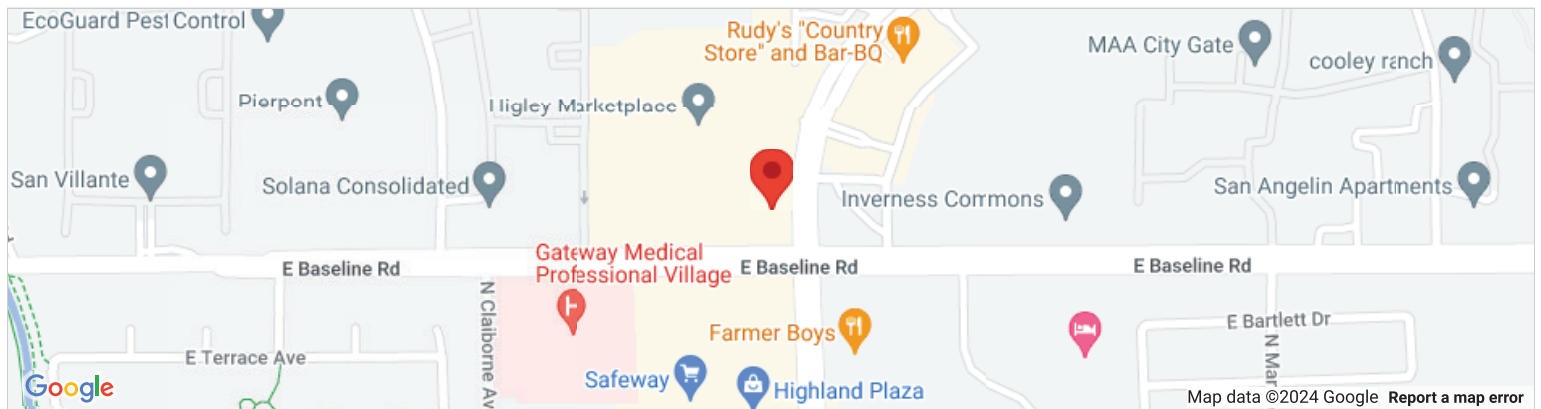 EcoGuard Pest Control
Rudy's "Country
Store" and Bar-BQ
MAA City Gate
cooley ranch
Pierpont
Higley Marketplace
San Villante
Solana Consolidated
Inverness Commons
San Angelin Apartments
Gateway Medical
Professional Village
E Baseline Rd
E Baseline Rd
E Baseline Rd
N Claiborne Av
E Bartlett Dr
Farmer Boys
E Terrace Ave
N Mar
Safeway
Highland Plaza
Google
Map data ©2024 Google Report a map error